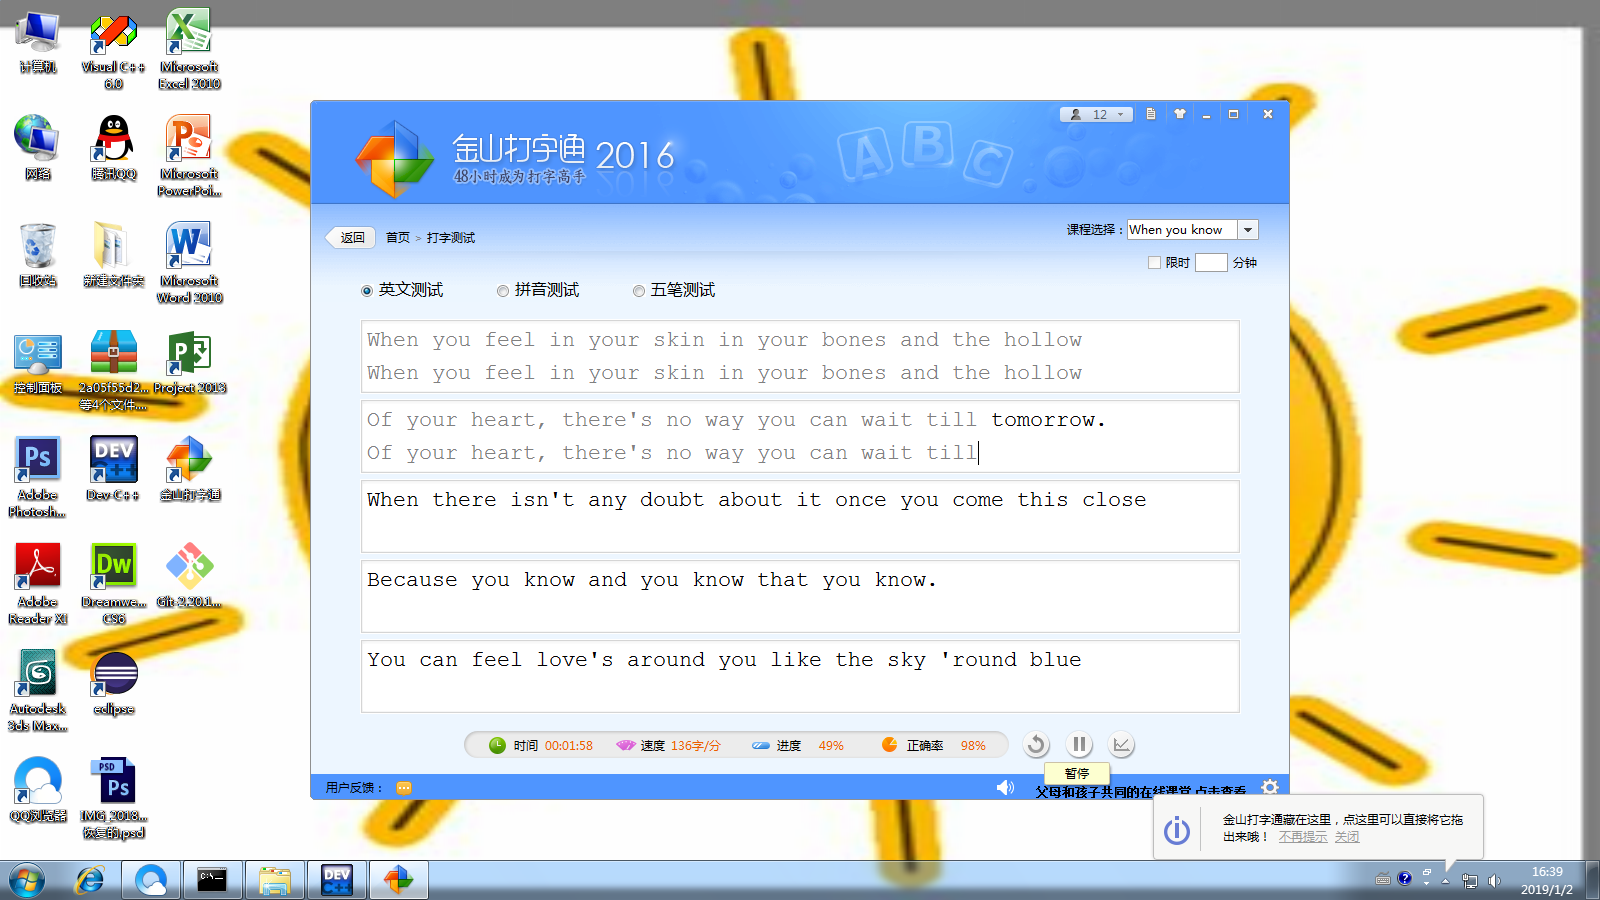 计算机
Visual C++ 6.0
Microsoft Excel 2010
网络
腾讯QQ
Microsoft PowerPoi...
回收站
新建文件夹
Microsoft Word 2010
控制面板
2a05f55d2... 等4个文件....
Project 2013
Adobe Photosh...
Dev-C++
金山打字通
Adobe Reader XI
Dreamwe... CS6
Git-2.20.1...
Autodesk 3ds Max...
eclipse
QQ浏览器
IMG_2018... 恢复的.psd
金山打字通 2016
48小时成为打字高手
A B C
12
返回
首页 > 打字测试
课程选择： When you know
限时 分钟
英文测试 拼音测试 五笔测试
When you feel in your skin in your bones and the hollow
When you feel in your skin in your bones and the hollow
Of your heart, there's no way you can wait till tomorrow.
Of your heart, there's no way you can wait till
When there isn't any doubt about it once you come this close
Because you know and you know that you know.
You can feel love's around you like the sky 'round blue
时间 00:01:58 速度 136字/分 进度 49% 正确率 98%
暂停
用户反馈：
父母和孩子共同的在线课堂 点击查看
金山打字通藏在这里，点这里可以直接将它拖
出来哦！ 不再提示 关闭
16:39
2019/1/2